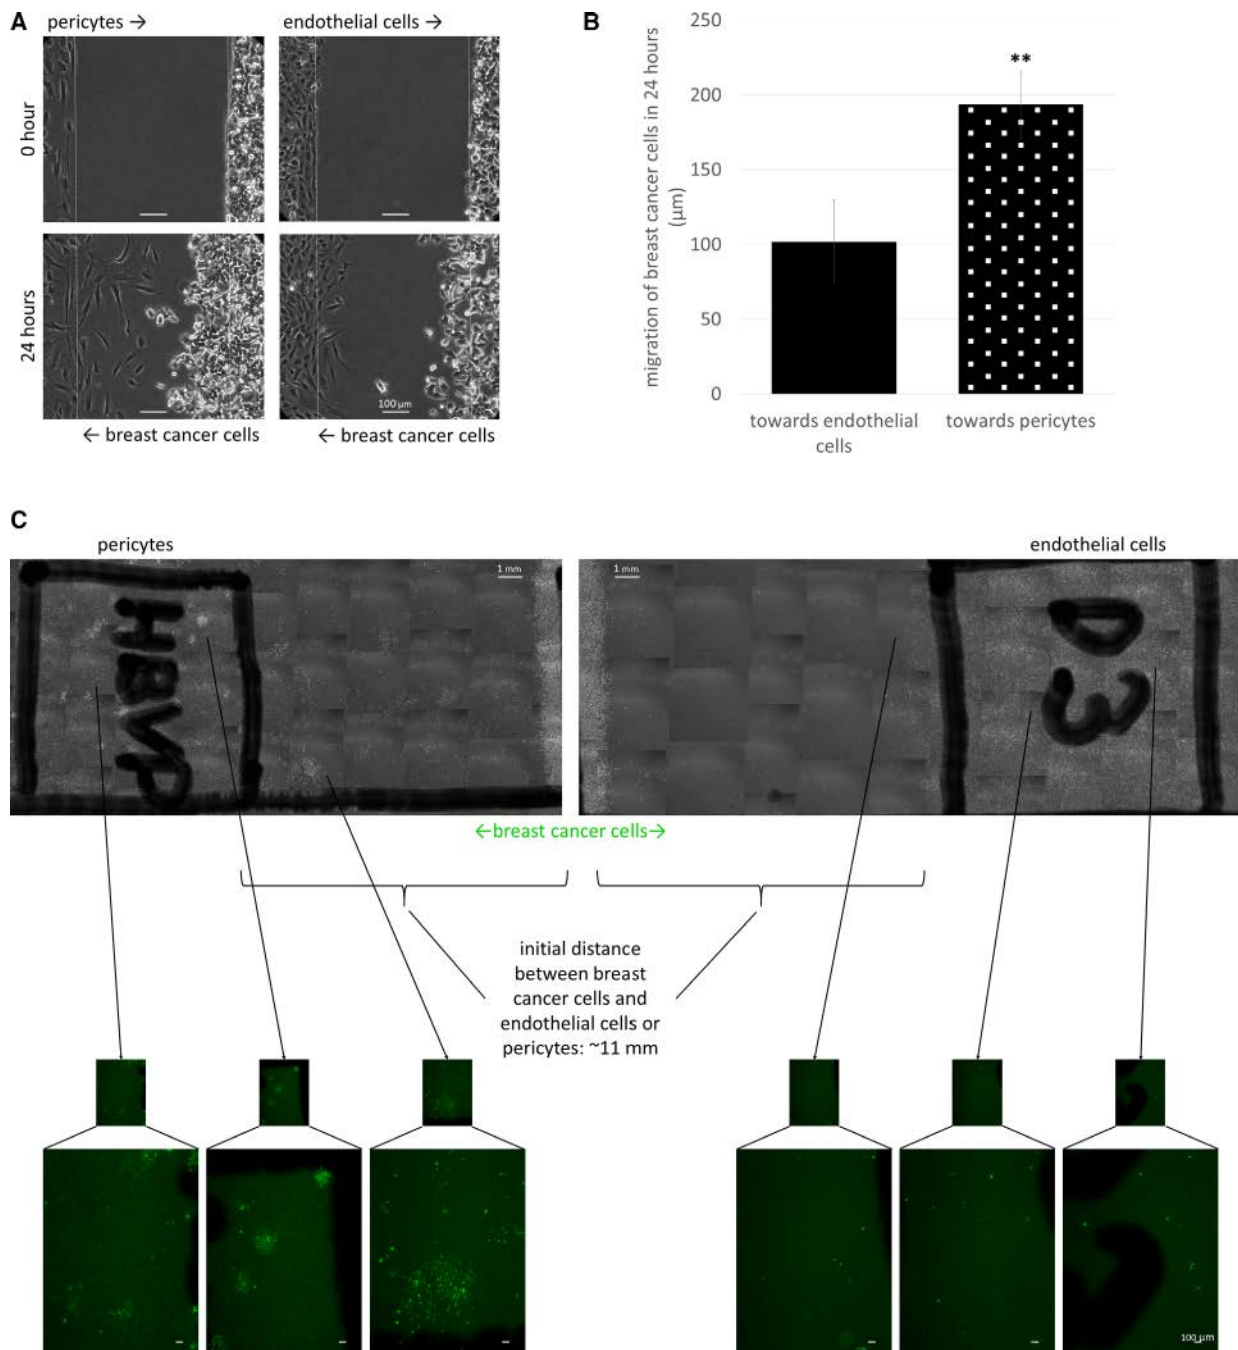 A
pericytes →
endothelial cells →
0 hour
24 hours
100 µm
← breast cancer cells
← breast cancer cells
B
migration of breast cancer cells in 24 hours
(µm)
250
200
150
100
50
0
**
towards endothelial
cells
towards pericytes
C
pericytes
endothelial cells
1 mm
1 mm
HBVP
D3
←breast cancer cells→
initial distance
between breast
cancer cells and
endothelial cells or
pericytes: ~11 mm
100 µm